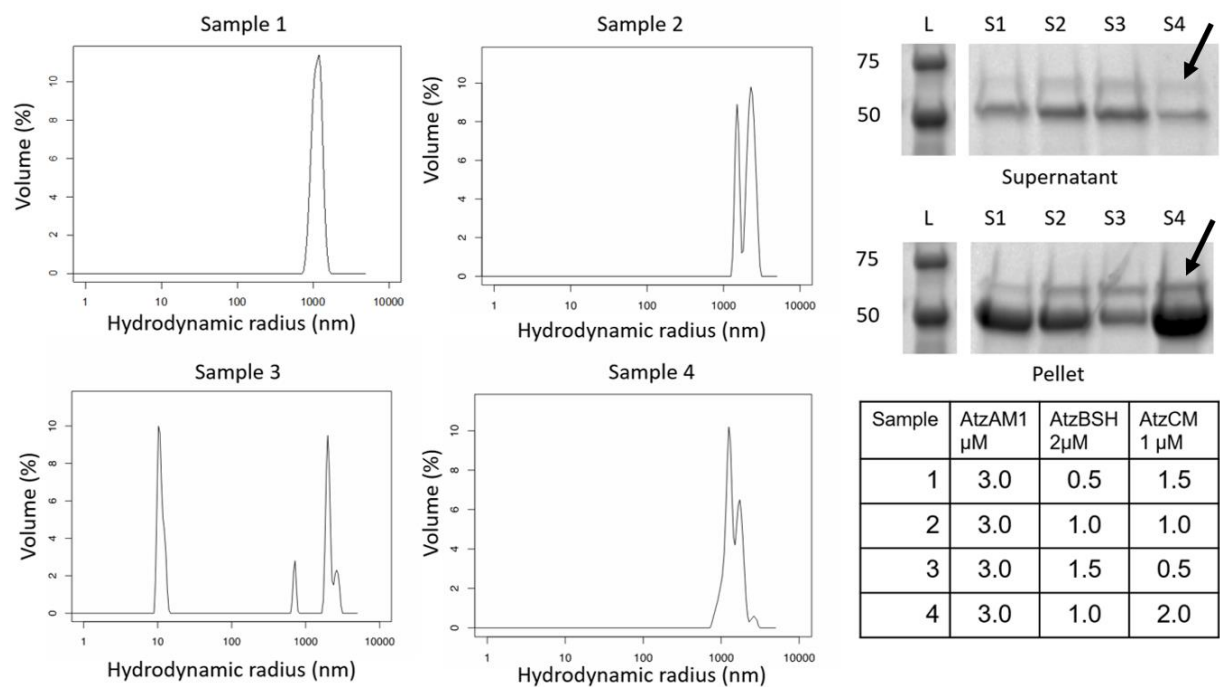 Sample 1
Volume (%)
0 2 4 6 8 10
1 10 100 1000 10000
Hydrodynamic radius (nm)
Sample 2
Volume (%)
0 2 4 6 8 10
1 10 100 1000 10000
Hydrodynamic radius (nm)
Sample 3
Volume (%)
0 2 4 6 8 10
1 10 100 1000 10000
Hydrodynamic radius (nm)
Sample 4
Volume (%)
0 2 4 6 8 10
1 10 100 1000 10000
Hydrodynamic radius (nm)
L S1 S2 S3 S4
75
50
Supernatant
L S1 S2 S3 S4
75
50
Pellet
Sample AtzAM1 AtzBSH AtzCM
µM 2µM 1 µM
1 3.0 0.5 1.5
2 3.0 1.0 1.0
3 3.0 1.5 0.5
4 3.0 1.0 2.0